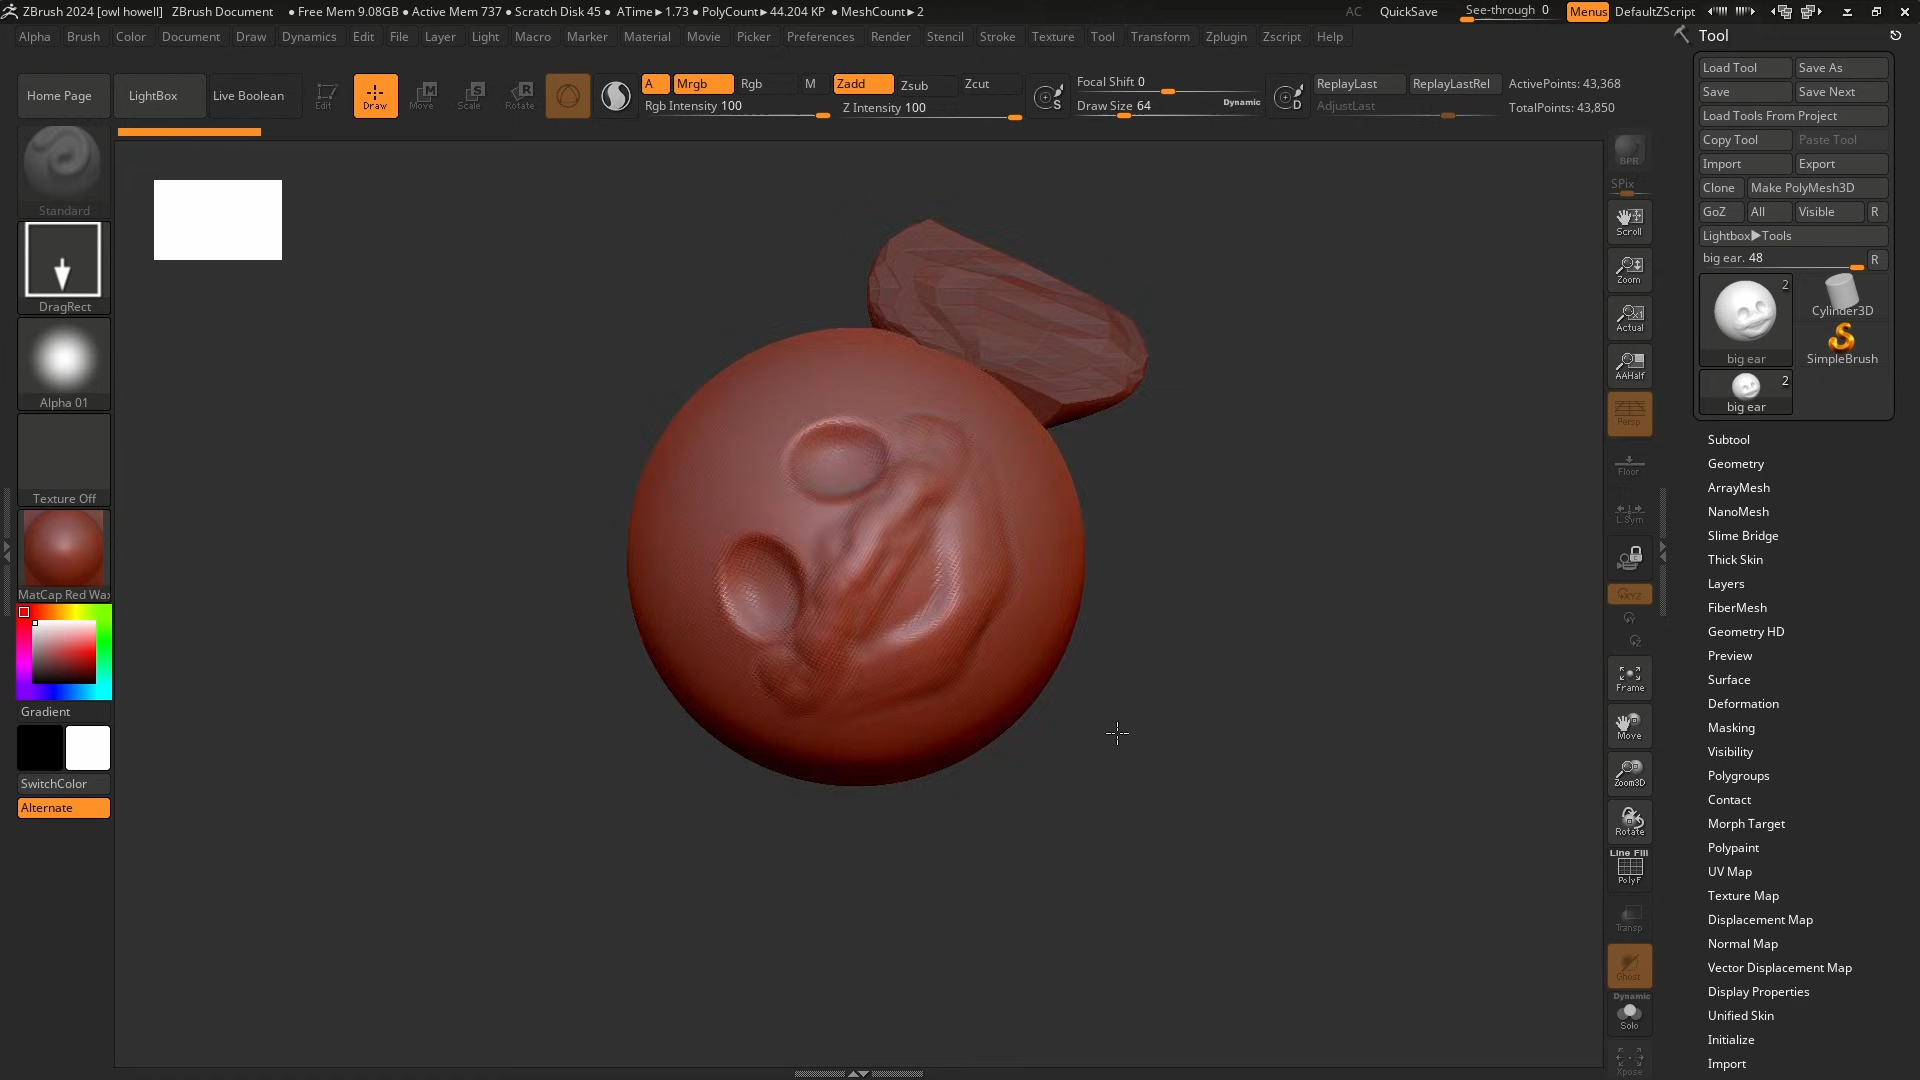 ZBrush 2024 [owl howell] ZBrush Document ● Free Mem 9.08GB ● Active Mem 737 ● Scratch Disk 45 ● ATime►1.73 ● PolyCount►44.204 KP ● MeshCount►2 AC QuickSave See-through 0 Menus DefaultZScript
Alpha Brush Color Document Draw Dynamics Edit File Layer Light Macro Marker Material Movie Picker Preferences Render Stencil Stroke Texture Tool Transform Zplugin Zscript Help
Tool
Home Page LightBox Live Boolean
Edit Draw Move Scale Rotate
A Mrgb Rgb M Zadd Zsub Zcut
Rgb Intensity 100 Z Intensity 100
S
Focal Shift 0
Draw Size 64 Dynamic
D
ReplayLast ReplayLastRel ActivePoints: 43,368
AdjustLast TotalPoints: 43,850
Standard
DragRect
Alpha 01
Texture Off
MatCap Red Wax
Gradient
SwitchColor
Alternate
BPR
SPix
Scroll
Zoom
Actual
AAHalf
Persp
Floor
L.Sym
XYZ
Frame
Move
Zoom3D
Rotate
Line Fill
PolyF
Transp
Ghost
Dynamic
Solo
Xpose
Load Tool Save As
Save Save Next
Load Tools From Project
Copy Tool Paste Tool
Import Export
Clone Make PolyMesh3D
GoZ All Visible R
Lightbox►Tools
big ear. 48 R
2
Cylinder3D
big ear SimpleBrush
2
big ear
Subtool
Geometry
ArrayMesh
NanoMesh
Slime Bridge
Thick Skin
Layers
FiberMesh
Geometry HD
Preview
Surface
Deformation
Masking
Visibility
Polygroups
Contact
Morph Target
Polypaint
UV Map
Texture Map
Displacement Map
Normal Map
Vector Displacement Map
Display Properties
Unified Skin
Initialize
Import